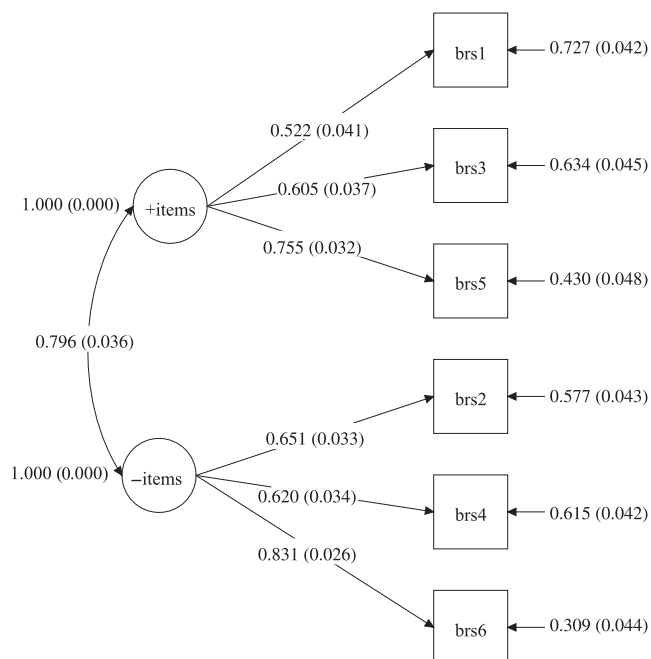 brs1
0.727 (0.042)
0.522 (0.041)
brs3
0.634 (0.045)
0.605 (0.037)
1.000 (0.000)
+items
0.755 (0.032)
brs5
0.430 (0.048)
0.796 (0.036)
brs2
0.577 (0.043)
0.651 (0.033)
1.000 (0.000)
−items
0.620 (0.034)
brs4
0.615 (0.042)
0.831 (0.026)
brs6
0.309 (0.044)